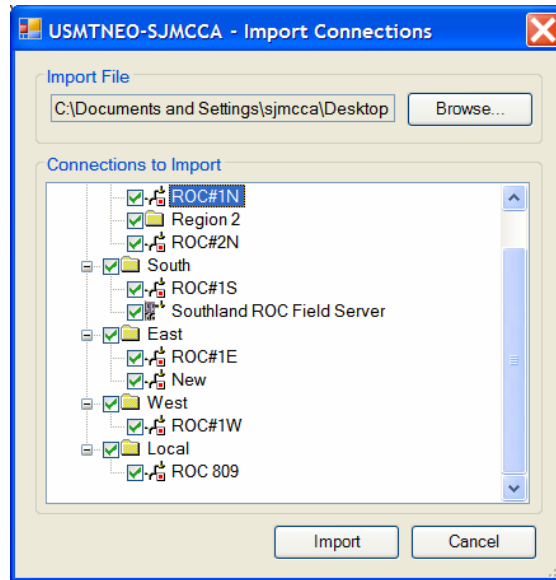 USMTNEO-SJMCCA - Import Connections
Import File
C:\Documents and Settings\sjmcca\Desktop
Browse...
Connections to Import
ROC#1N
Region 2
ROC#2N
South
ROC#1S
Southland ROC Field Server
East
ROC#1E
New
West
ROC#1W
Local
ROC 809
Import
Cancel